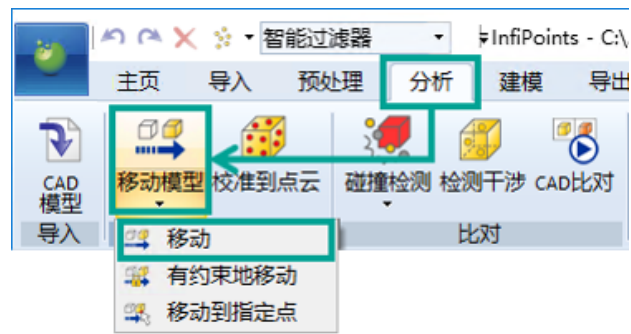 智能过滤器 InfiPoints - C:\
主页 导入 预处理 分析 建模 导出
CAD模型 移动模型 校准到点云 碰撞检测 检测干涉 CAD比对
导入 比对
移动
有约束地移动
移动到指定点